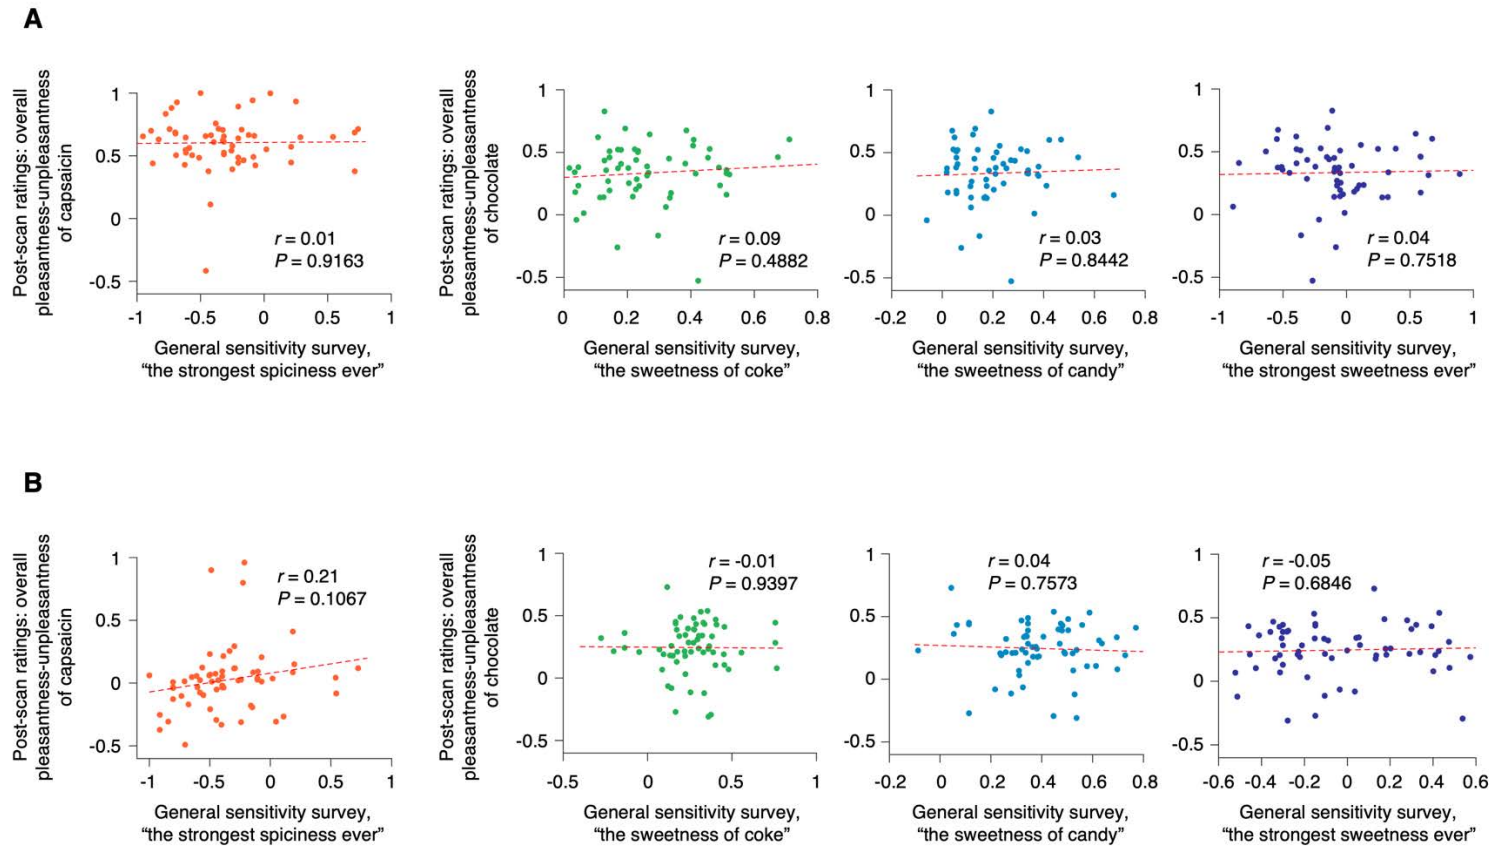 A
Post-scan ratings: overall
pleasantness-unpleasantness
of capsaicin
1
0.5
0
-0.5
r = 0.01
P = 0.9163
-1 -0.5 0 0.5 1
General sensitivity survey,
“the strongest spiciness ever”
Post-scan ratings: overall
pleasantness-unpleasantness
of chocolate
1
0.5
0
-0.5
r = 0.09
P = 0.4882
0 0.2 0.4 0.6 0.8
General sensitivity survey,
“the sweetness of coke”
1
0.5
0
-0.5
r = 0.03
P = 0.8442
-0.2 0 0.2 0.4 0.6 0.8
General sensitivity survey,
“the sweetness of candy”
1
0.5
0
-0.5
r = 0.04
P = 0.7518
-1 -0.5 0 0.5 1
General sensitivity survey,
“the strongest sweetness ever”
B
Post-scan ratings: overall
pleasantness-unpleasantness
of capsaicin
1
0.5
0
-0.5
r = 0.21
P = 0.1067
-1 -0.5 0 0.5 1
General sensitivity survey,
“the strongest spiciness ever”
Post-scan ratings: overall
pleasantness-unpleasantness
of chocolate
1
0.5
0
-0.5
r = -0.01
P = 0.9397
-0.5 0 0.5 1
General sensitivity survey,
“the sweetness of coke”
1
0.5
0
-0.5
r = 0.04
P = 0.7573
-0.2 0 0.2 0.4 0.6 0.8
General sensitivity survey,
“the sweetness of candy”
1
0.5
0
-0.5
r = -0.05
P = 0.6846
-0.6 -0.4 -0.2 0 0.2 0.4 0.6
General sensitivity survey,
“the strongest sweetness ever”